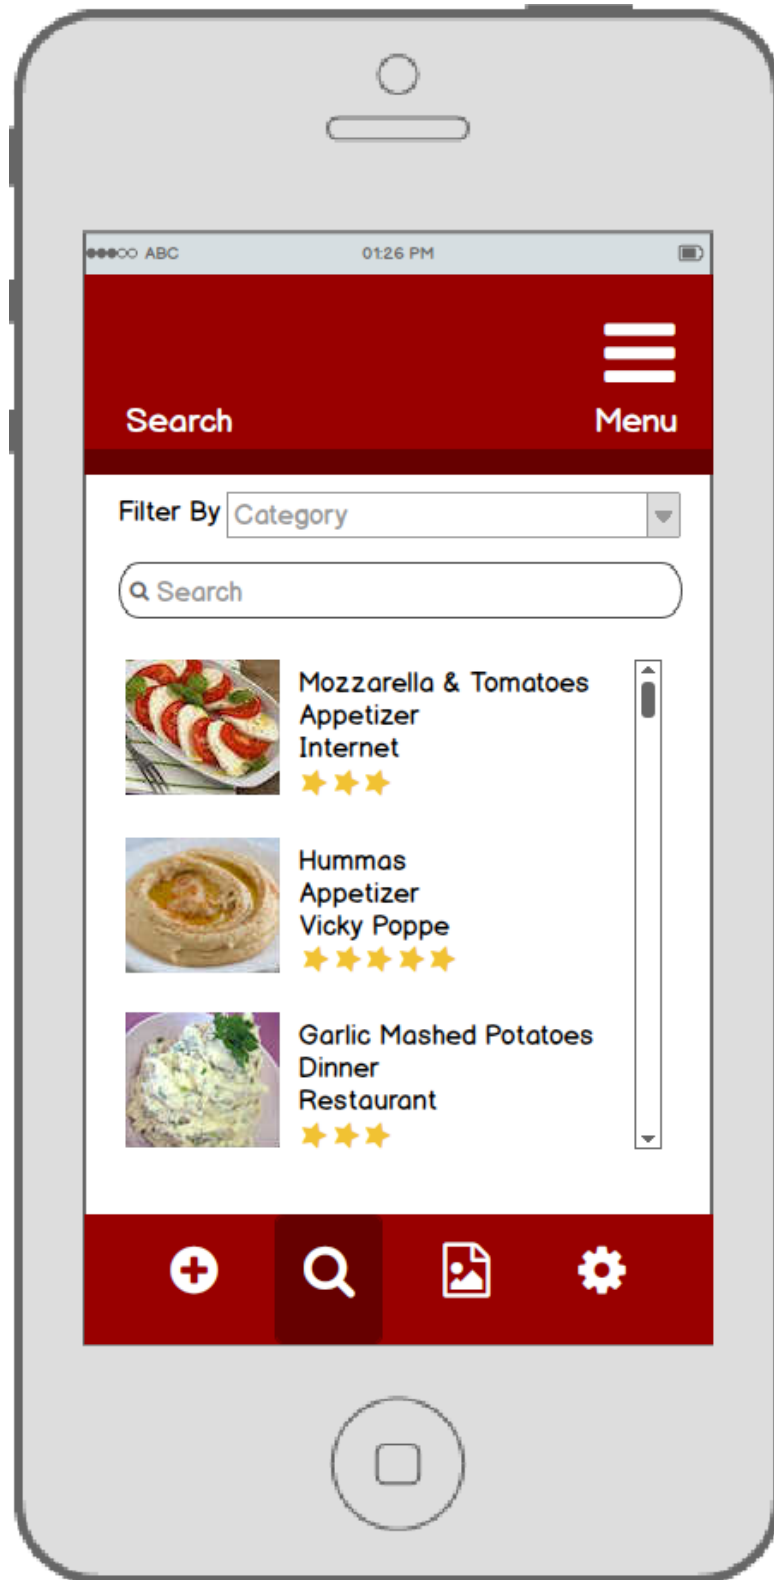 ABC 01:26 PM
Search Menu
Filter By Category
Search
Mozzarella & Tomatoes
Appetizer
Internet
Hummas
Appetizer
Vicky Poppe
Garlic Mashed Potatoes
Dinner
Restaurant